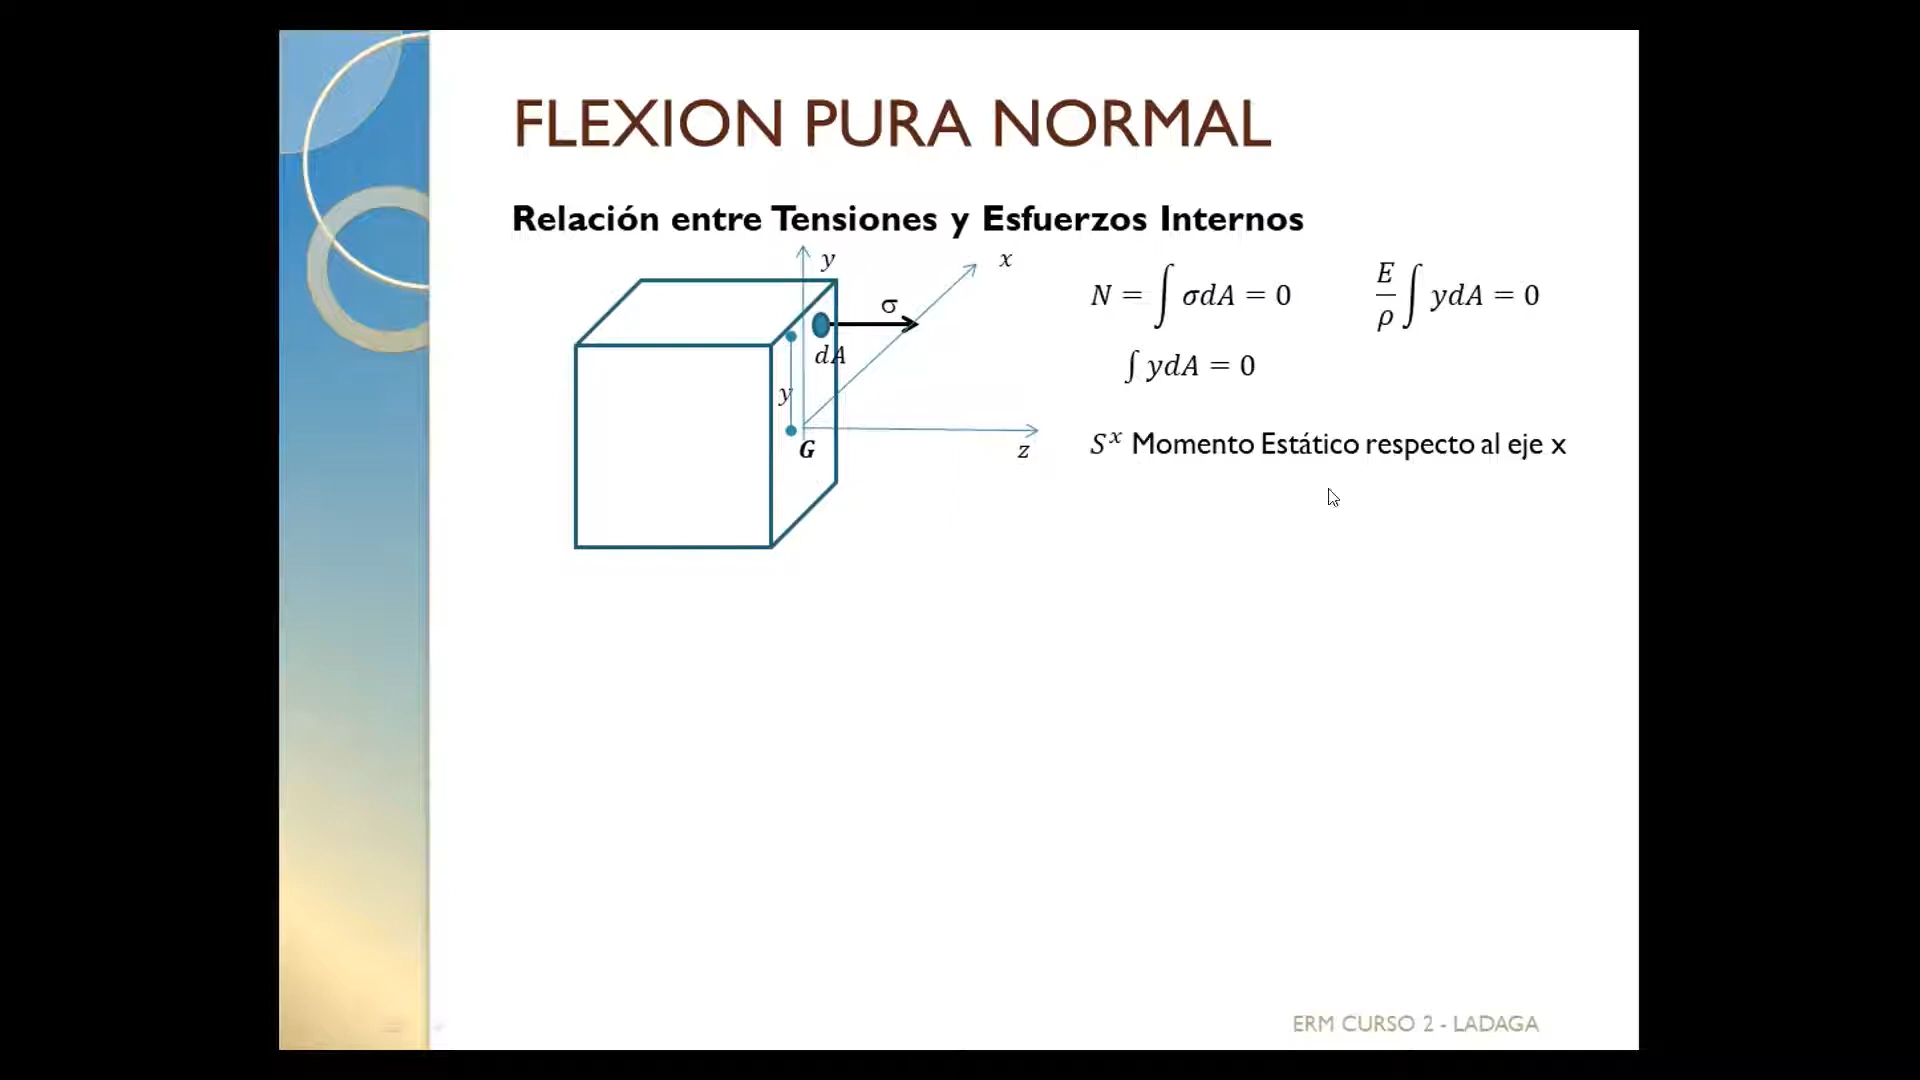 FLEXION PURA NORMAL
Relación entre Tensiones y Esfuerzos Internos
y
x
σ
dA
y
G
z
N = ∫ σdA = 0
E/ρ ∫ ydA = 0
∫ ydA = 0
Sˣ Momento Estático respecto al eje x
ERM CURSO 2 - LADAGA